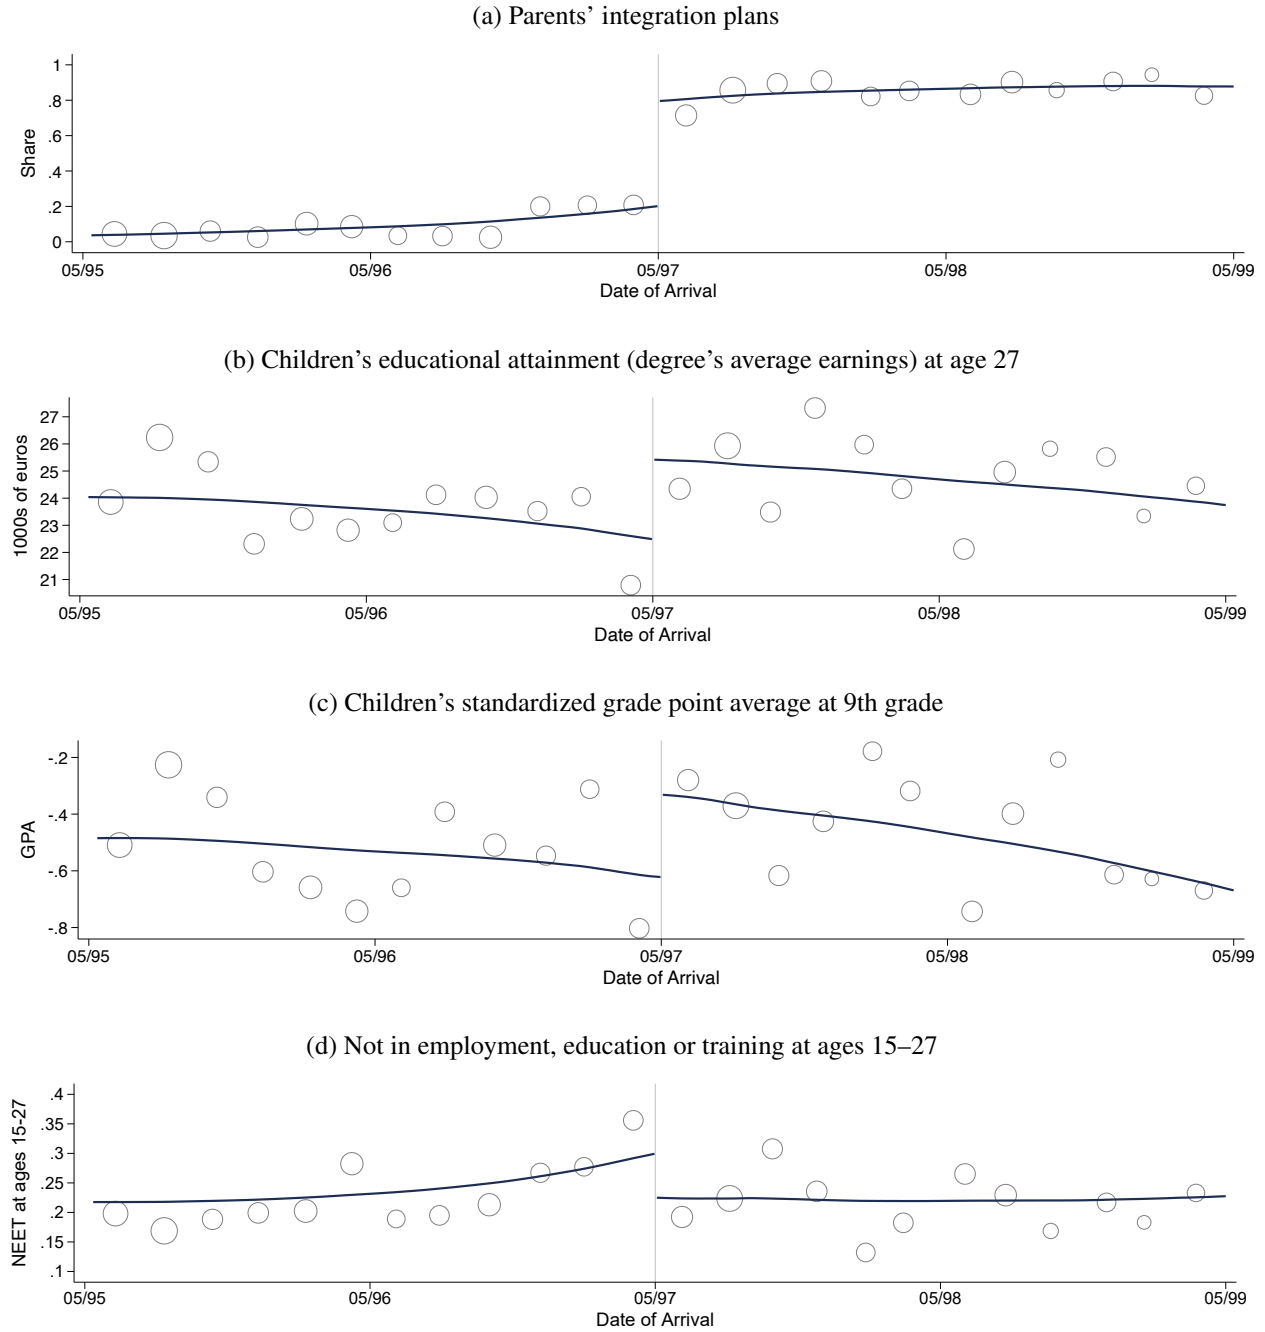 (a) Parents’ integration plans
1
.8
.6
.4
.2
0
Share
05/95 05/96 05/97 05/98 05/99
Date of Arrival
(b) Children’s educational attainment (degree’s average earnings) at age 27
27
26
25
24
23
22
21
1000s of euros
05/95 05/96 05/97 05/98 05/99
Date of Arrival
(c) Children’s standardized grade point average at 9th grade
-.2
-.4
-.6
-.8
GPA
05/95 05/96 05/97 05/98 05/99
Date of Arrival
(d) Not in employment, education or training at ages 15–27
.4
.35
.3
.25
.2
.15
.1
NEET at ages 15-27
05/95 05/96 05/97 05/98 05/99
Date of Arrival